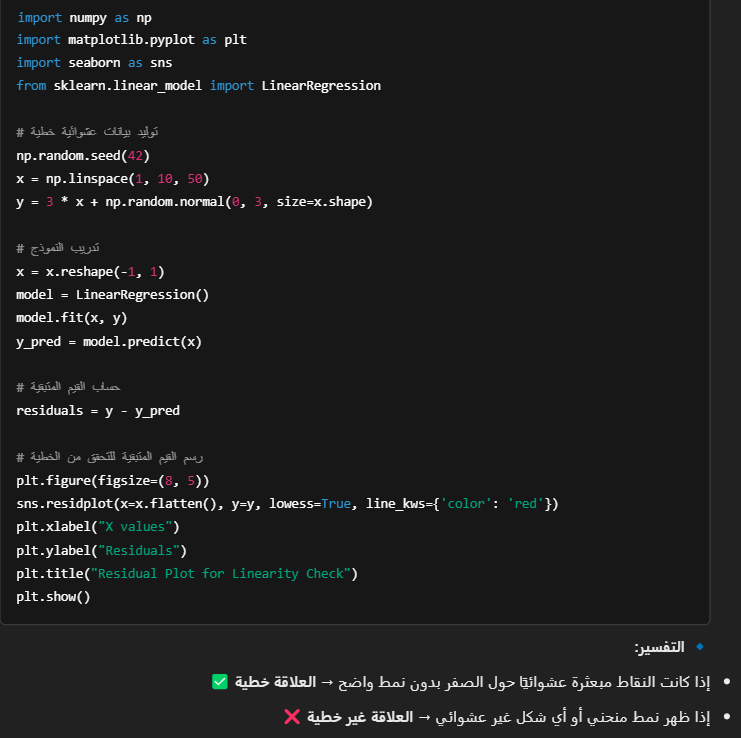 import numpy as np
import matplotlib.pyplot as plt
import seaborn as sns
from sklearn.linear_model import LinearRegression
# توليد بيانات عشوائية خطية
np.random.seed(42)
x = np.linspace(1, 10, 50)
y = 3 * x + np.random.normal(0, 3, size=x.shape)
# تدريب النموذج
x = x.reshape(-1, 1)
model = LinearRegression()
model.fit(x, y)
y_pred = model.predict(x)
# حساب القيم المتبقية
residuals = y - y_pred
# رسم القيم المتبقية للتحقق من الخطية
plt.figure(figsize=(8, 5))
sns.residplot(x=x.flatten(), y=y, lowess=True, line_kws={'color': 'red'})
plt.xlabel("X values")
plt.ylabel("Residuals")
plt.title("Residual Plot for Linearity Check")
plt.show()
🔹 التفسير:
• إذا كانت النقاط مبعثرة عشوائيًا حول الصفر بدون نمط واضح → العلاقة خطية ✅
• إذا ظهر نمط منحني أو أي شكل غير عشوائي → العلاقة غير خطية ❌